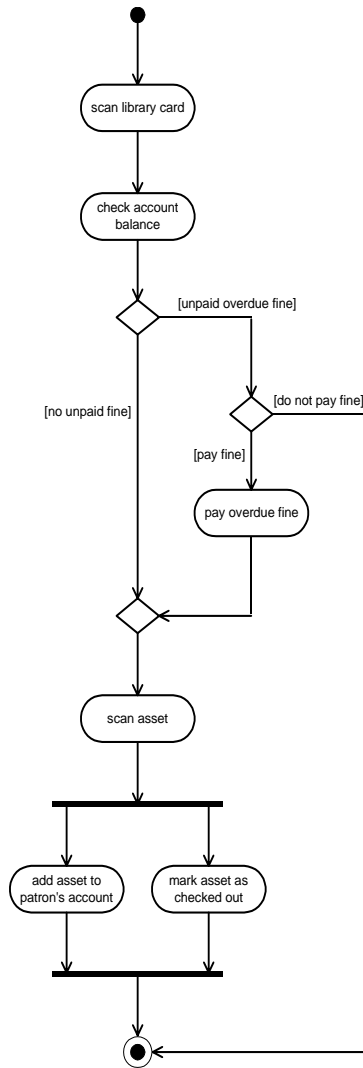 scan library card
check account
balance
[unpaid overdue fine]
[do not pay fine]
[no unpaid fine]
[pay fine]
pay overdue fine
scan asset
add asset to
patron's account
mark asset as
checked out